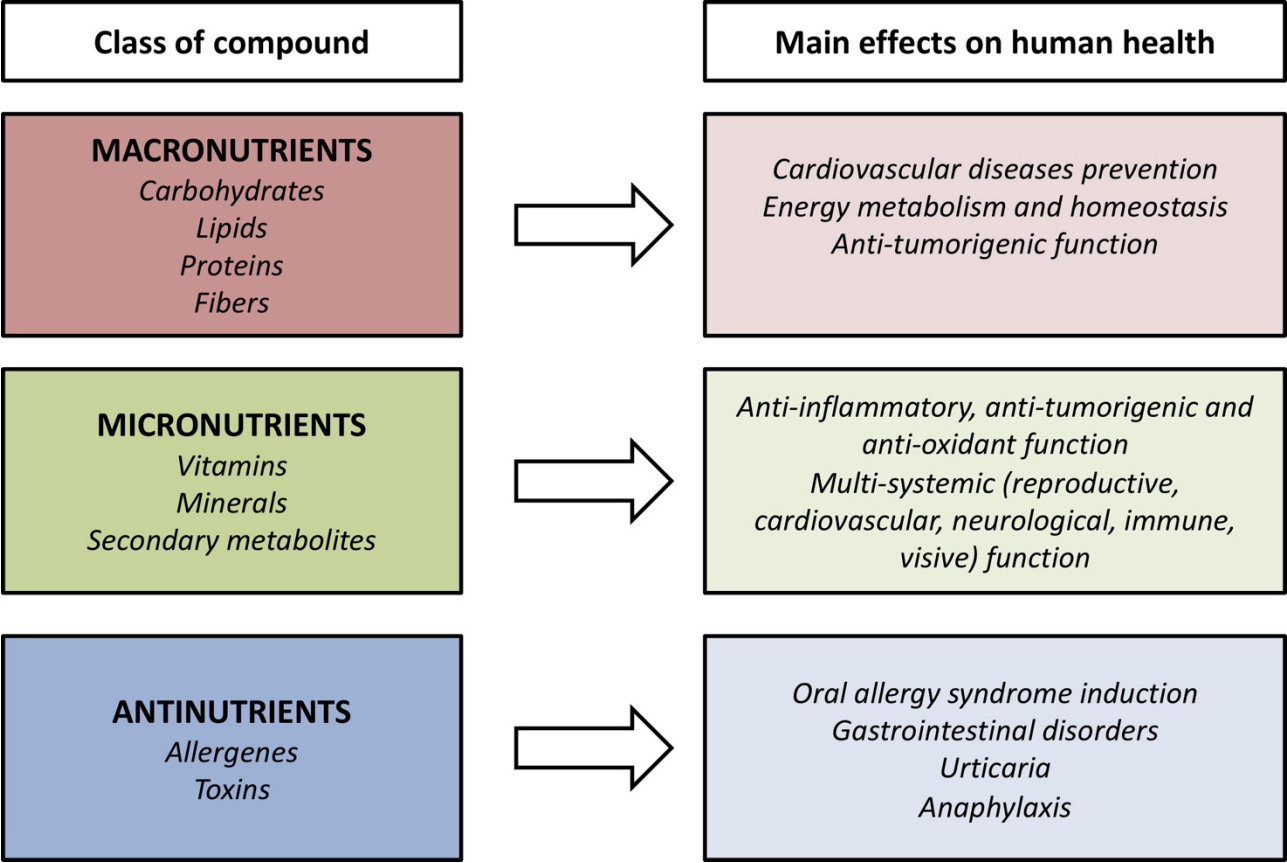 Class of compound
Main effects on human health
MACRONUTRIENTS
Carbohydrates
Lipids
Proteins
Fibers
Cardiovascular diseases prevention
Energy metabolism and homeostasis
Anti-tumorigenic function
MICRONUTRIENTS
Vitamins
Minerals
Secondary metabolites
Anti-inflammatory, anti-tumorigenic and
anti-oxidant function
Multi-systemic (reproductive,
cardiovascular, neurological, immune,
visive) function
ANTINUTRIENTS
Allergenes
Toxins
Oral allergy syndrome induction
Gastrointestinal disorders
Urticaria
Anaphylaxis